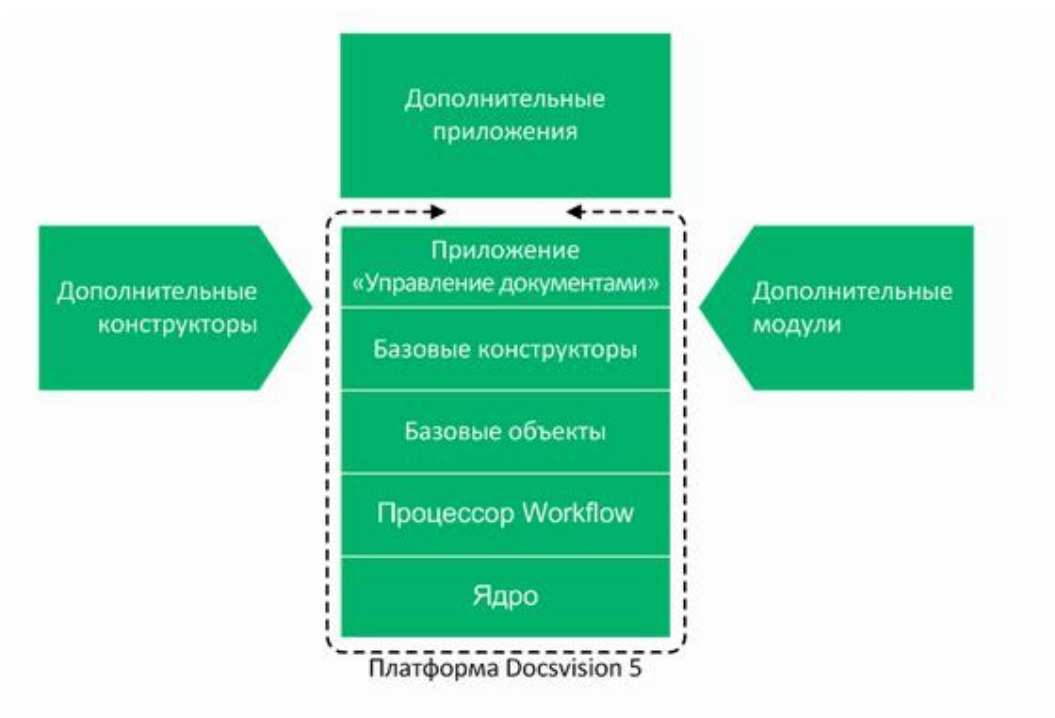 Дополнительные
приложения
Дополнительные
конструкторы
Приложение
«Управление документами»
Базовые конструкторы
Базовые объекты
Процессор Workflow
Ядро
Дополнительные
модули
Платформа Docsvision 5